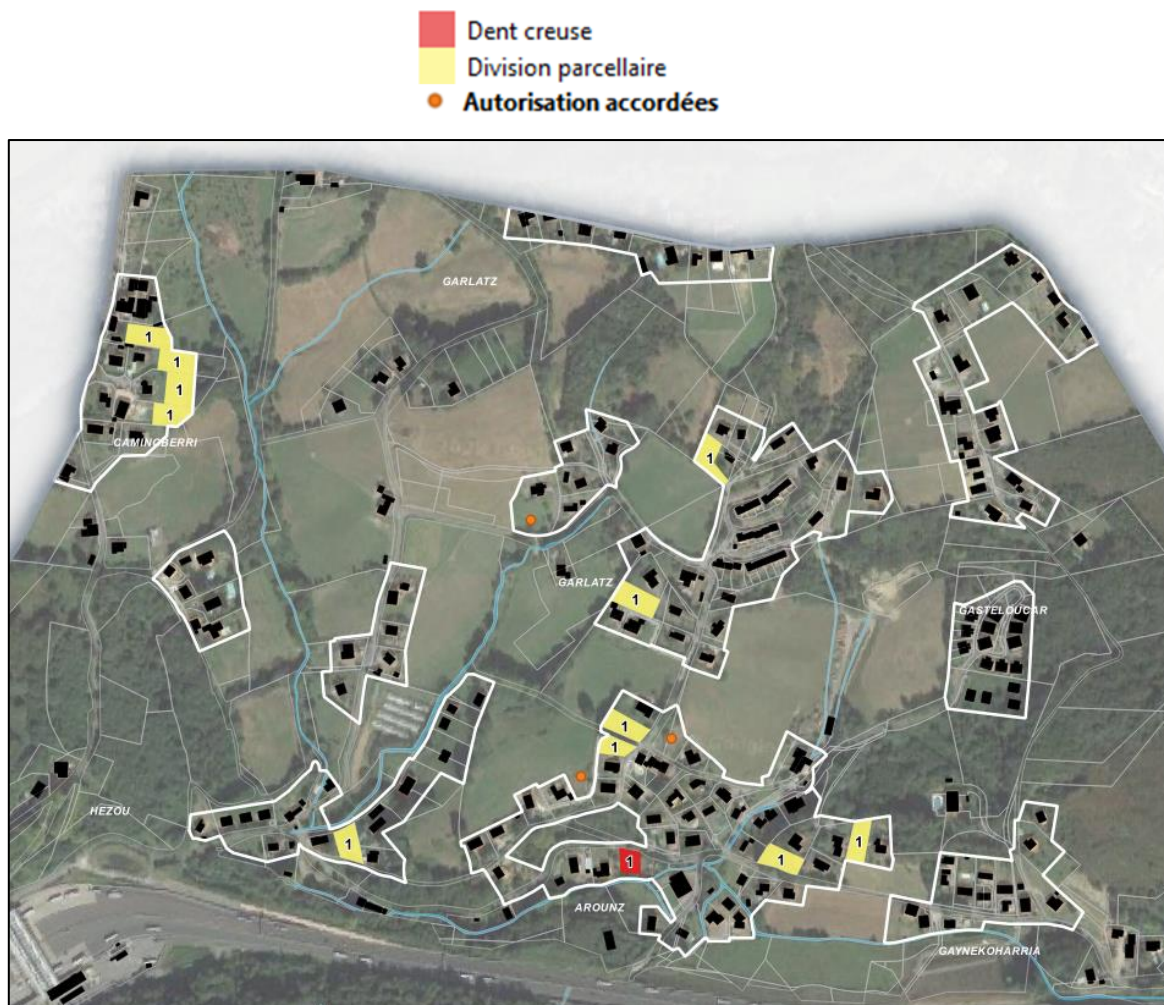 Dent creuse
Division parcellaire
Autorisation accordées
GARLATZ
1
1
1
1
CAMINOBERRI
1
GARLATZ
1
GASTELOUCAR
1
1
HEZOU
1
1
1
1
AROUNZ
GAYNEKOHARRIA